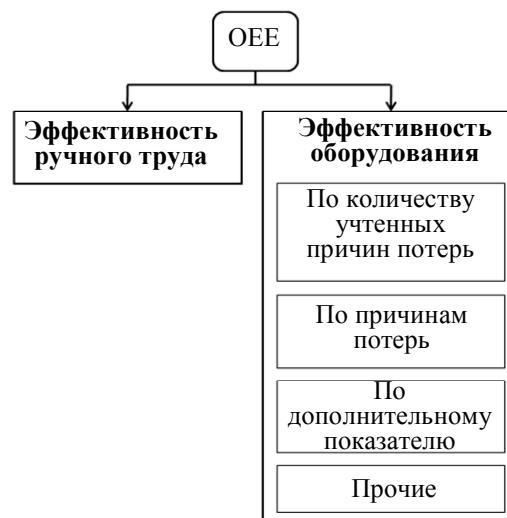 OEE
Эффективность
ручного труда
Эффективность
оборудования
По количеству
учтенных
причин потерь
По причинам
потерь
По
дополнительному
показателю
Прочие